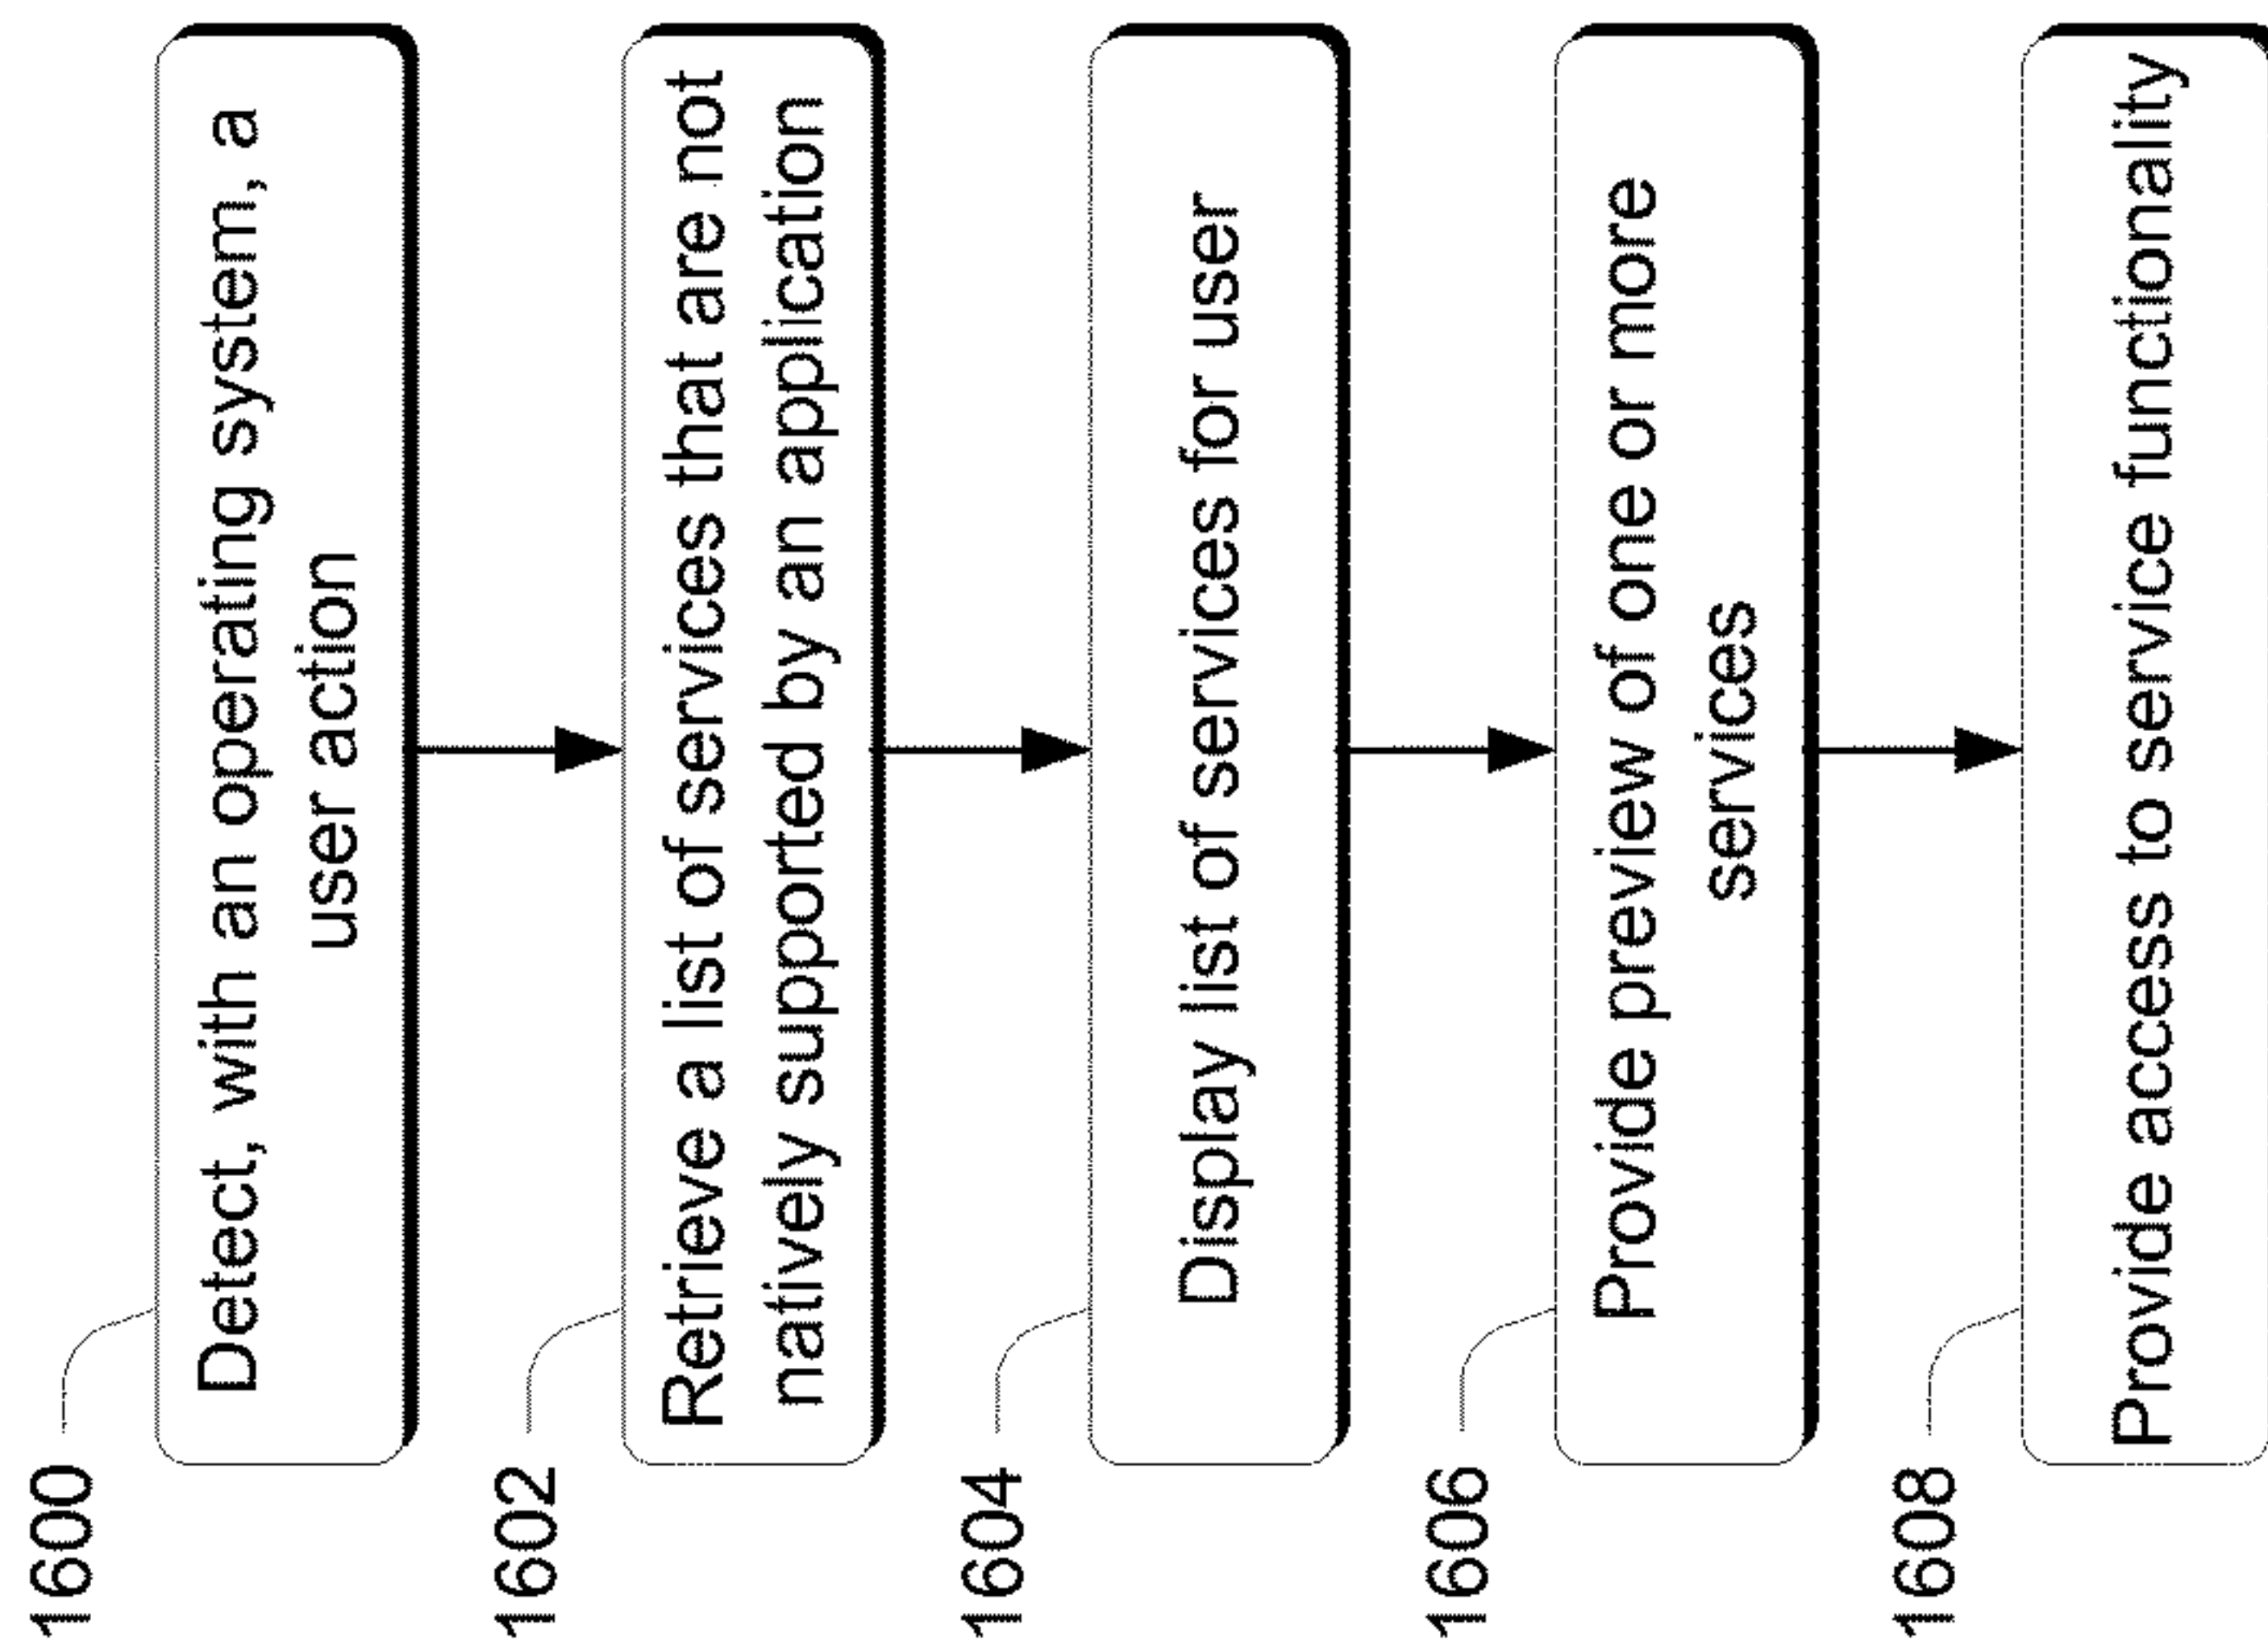 1600
Detect, with an operating system, a
user action
1602
Retrieve a list of services that are not
natively supported by an application
1604
Display list of services for user
1606
Provide preview of one or more
services
1608
Provide access to service functionality